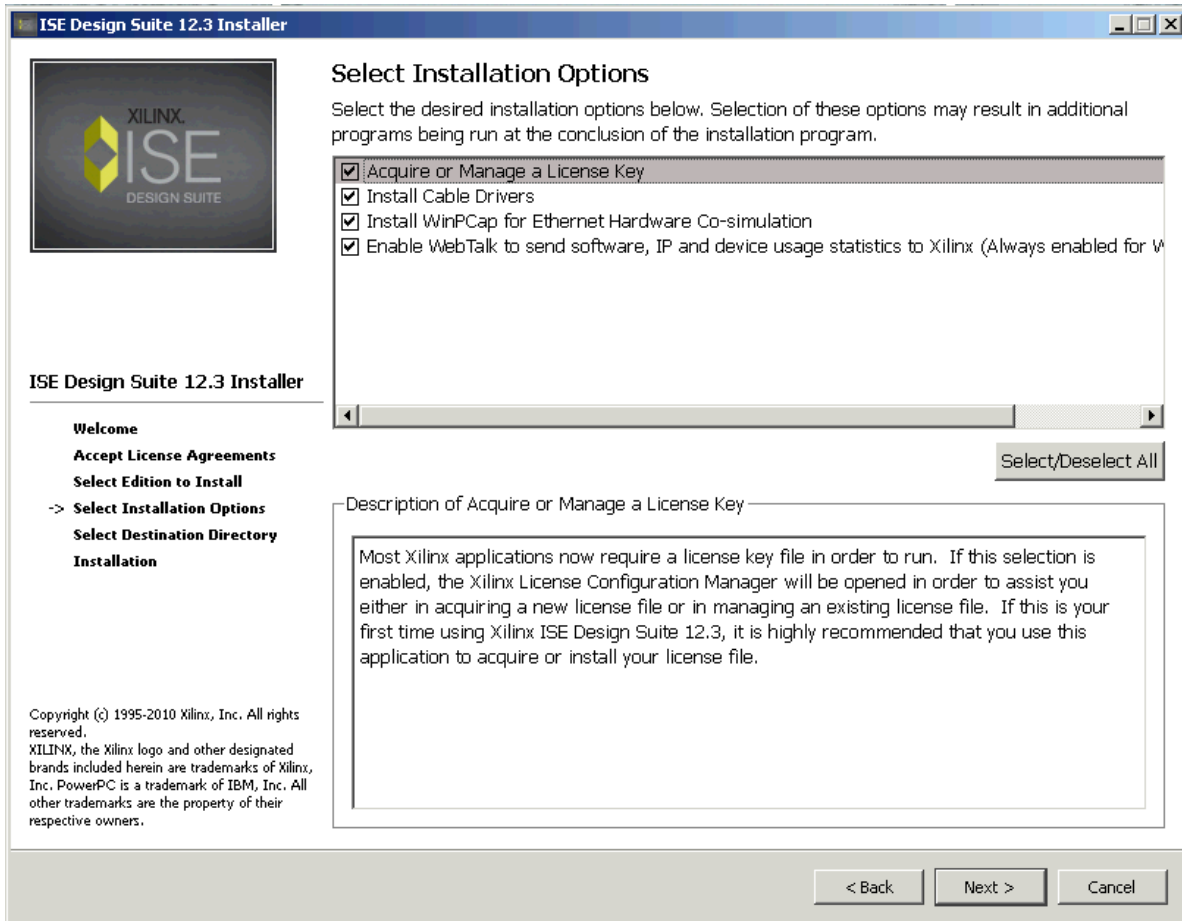 ISE Design Suite 12.3 Installer
XILINX.
ISE
DESIGN SUITE
Select Installation Options
Select the desired installation options below. Selection of these options may result in additional
programs being run at the conclusion of the installation program.
Acquire or Manage a License Key
Install Cable Drivers
Install WinPCap for Ethernet Hardware Co-simulation
Enable WebTalk to send software, IP and device usage statistics to Xilinx (Always enabled for W
Select/Deselect All
ISE Design Suite 12.3 Installer
Welcome
Accept License Agreements
Select Edition to Install
-> Select Installation Options
Select Destination Directory
Installation
Description of Acquire or Manage a License Key
Most Xilinx applications now require a license key file in order to run. If this selection is
enabled, the Xilinx License Configuration Manager will be opened in order to assist you
either in acquiring a new license file or in managing an existing license file. If this is your
first time using Xilinx ISE Design Suite 12.3, it is highly recommended that you use this
application to acquire or install your license file.
Copyright (c) 1995-2010 Xilinx, Inc. All rights
reserved.
XILINX, the Xilinx logo and other designated
brands included herein are trademarks of Xilinx,
Inc. PowerPC is a trademark of IBM, Inc. All
other trademarks are the property of their
respective owners.
< Back
Next >
Cancel